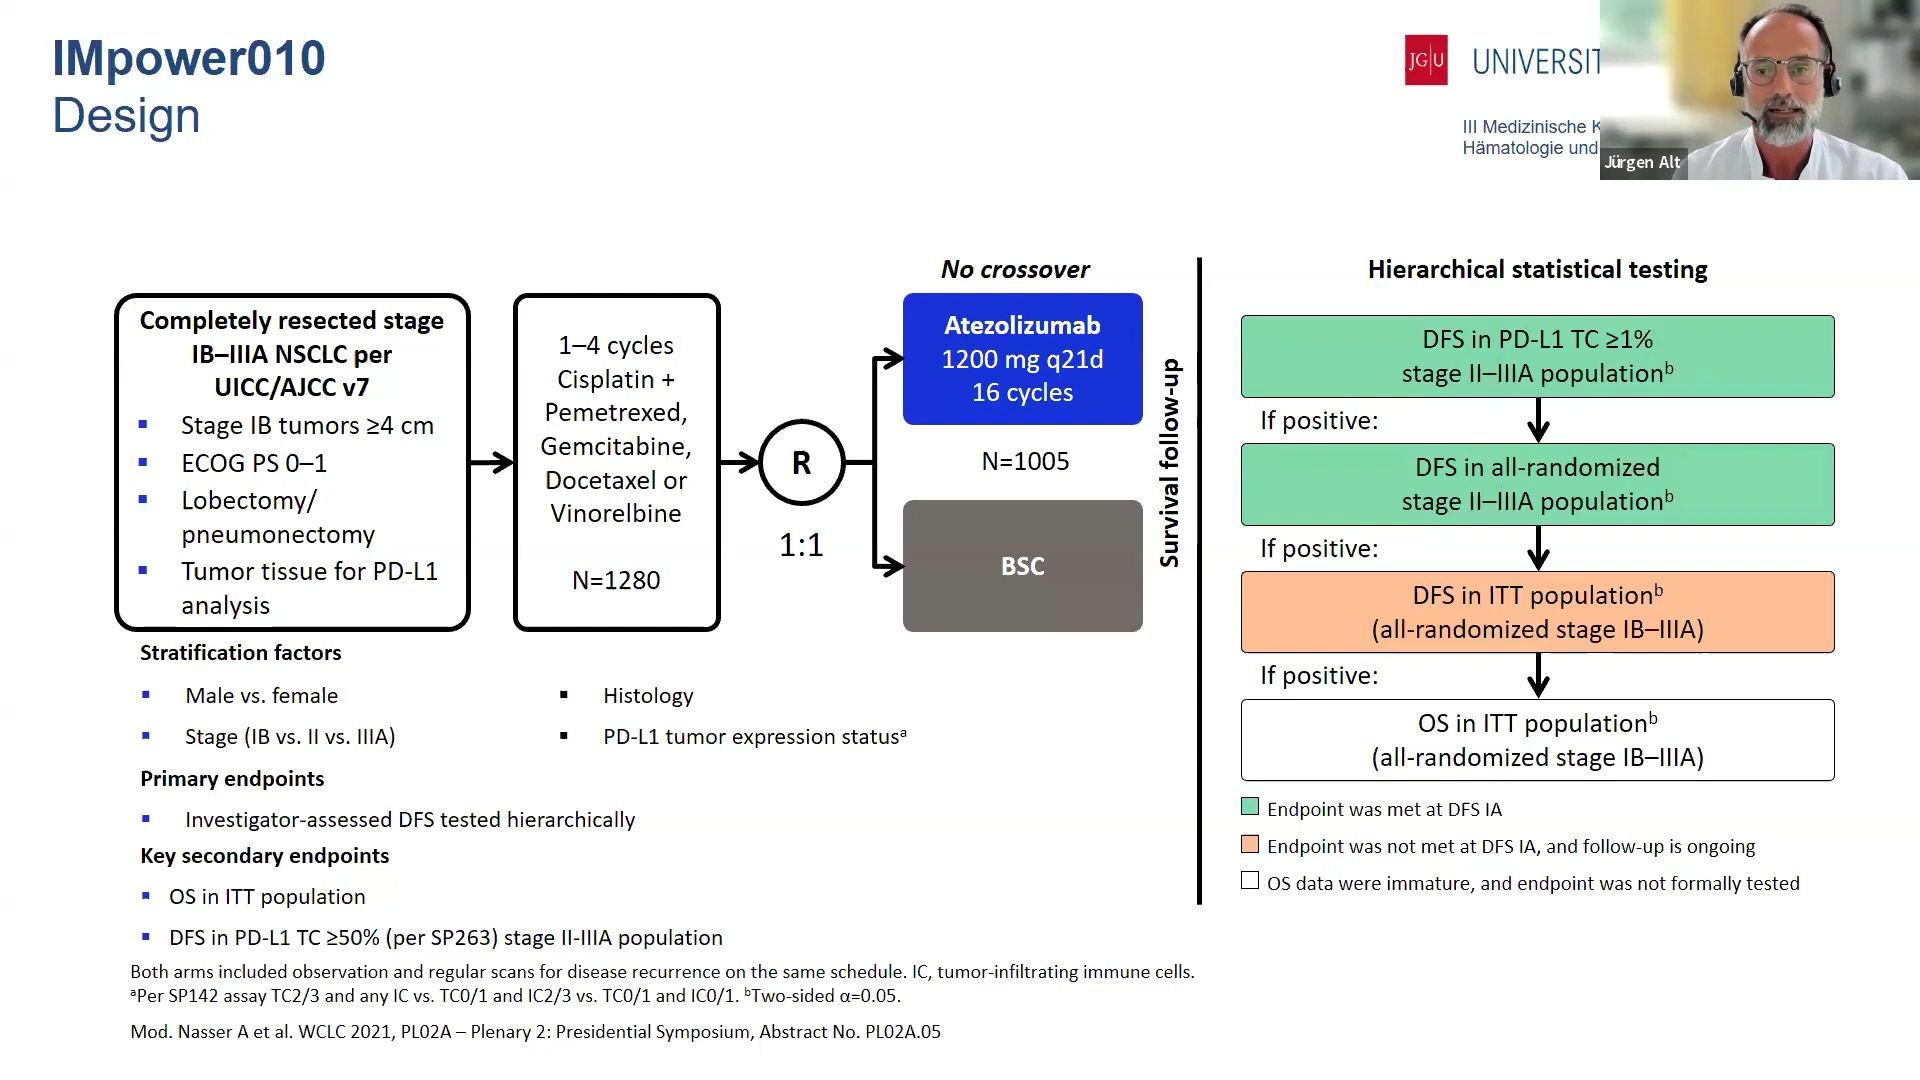 IMpower010
Design
JG|U
UNIVERSIT
III Medizinische K
Hämatologie und
Jürgen Alt
Completely resected stage
IB–IIIA NSCLC per
UICC/AJCC v7
▪ Stage IB tumors ≥4 cm
▪ ECOG PS 0–1
▪ Lobectomy/
pneumonectomy
▪ Tumor tissue for PD-L1
analysis
1–4 cycles
Cisplatin +
Pemetrexed,
Gemcitabine,
Docetaxel or
Vinorelbine
N=1280
R
1:1
No crossover
Atezolizumab
1200 mg q21d
16 cycles
N=1005
BSC
Survival follow-up
Hierarchical statistical testing
DFS in PD-L1 TC ≥1%
stage II–IIIA populationᵇ
If positive:
DFS in all-randomized
stage II–IIIA populationᵇ
If positive:
DFS in ITT populationᵇ
(all-randomized stage IB–IIIA)
If positive:
OS in ITT populationᵇ
(all-randomized stage IB–IIIA)
Endpoint was met at DFS IA
Endpoint was not met at DFS IA, and follow-up is ongoing
OS data were immature, and endpoint was not formally tested
Stratification factors
▪ Male vs. female
▪ Stage (IB vs. II vs. IIIA)
▪ Histology
▪ PD-L1 tumor expression statusᵃ
Primary endpoints
▪ Investigator-assessed DFS tested hierarchically
Key secondary endpoints
▪ OS in ITT population
▪ DFS in PD-L1 TC ≥50% (per SP263) stage II-IIIA population
Both arms included observation and regular scans for disease recurrence on the same schedule. IC, tumor-infiltrating immune cells.
ᵃPer SP142 assay TC2/3 and any IC vs. TC0/1 and IC2/3 vs. TC0/1 and IC0/1. ᵇTwo-sided α=0.05.
Mod. Nasser A et al. WCLC 2021, PL02A – Plenary 2: Presidential Symposium, Abstract No. PL02A.05